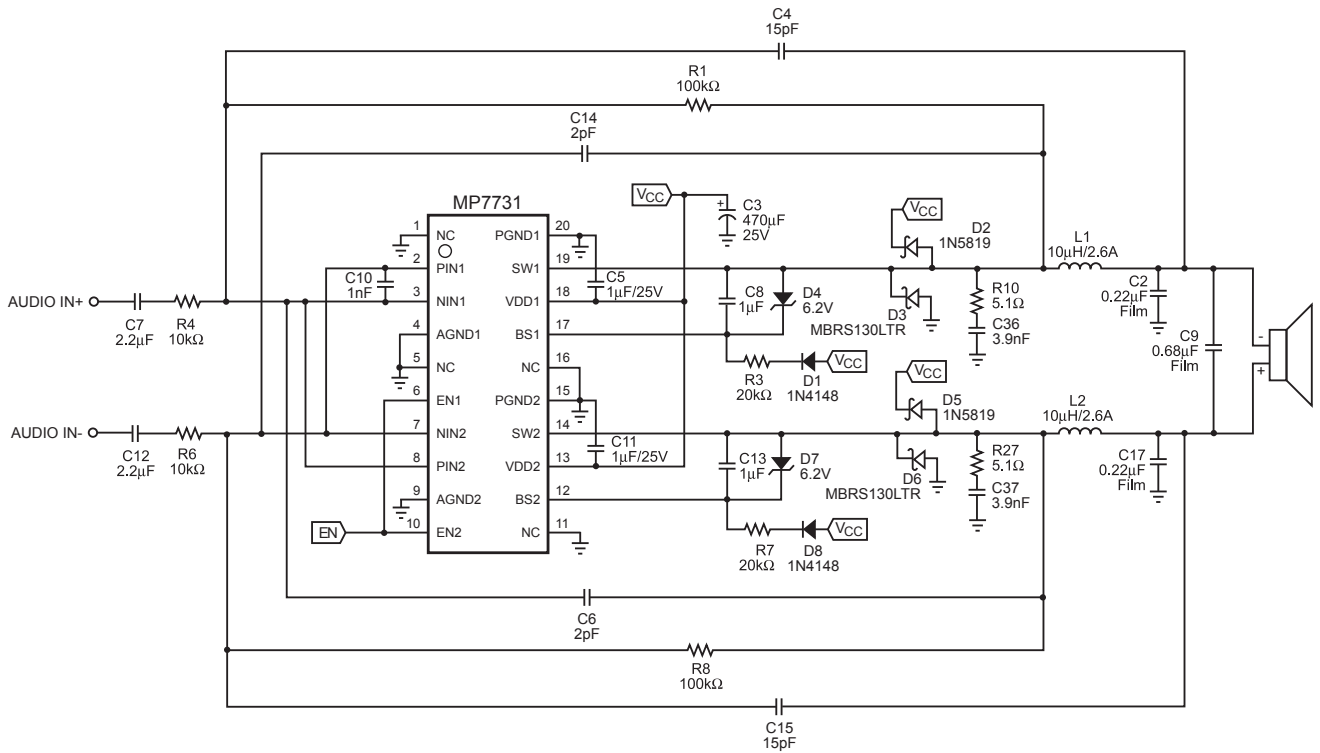 C4
15pF
R1
100kΩ
C14
2pF
VCC
C3
470µF
25V
+
MP7731
1
NC
2
PIN1
3
NIN1
4
AGND1
5
NC
6
EN1
7
NIN2
8
PIN2
9
AGND2
10
EN2
20
PGND1
19
SW1
18
VDD1
17
BS1
16
NC
15
PGND2
14
SW2
13
VDD2
12
BS2
11
NC
AUDIO IN+
C7
2.2µF
R4
10kΩ
C10
1nF
AUDIO IN-
C12
2.2µF
R6
10kΩ
EN
C5
1µF/25V
C8
1µF
D4
6.2V
VCC
D2
1N5819
D3
MBRS130LTR
R10
5.1Ω
C36
3.9nF
L1
10µH/2.6A
C2
0.22µF
Film
C9
0.68µF
Film
-
+
R3
20kΩ
D1
1N4148
VCC
C11
1µF/25V
C13
1µF
D7
6.2V
VCC
D5
1N5819
D6
MBRS130LTR
R27
5.1Ω
C37
3.9nF
L2
10µH/2.6A
C17
0.22µF
Film
R7
20kΩ
D8
1N4148
VCC
C6
2pF
R8
100kΩ
C15
15pF